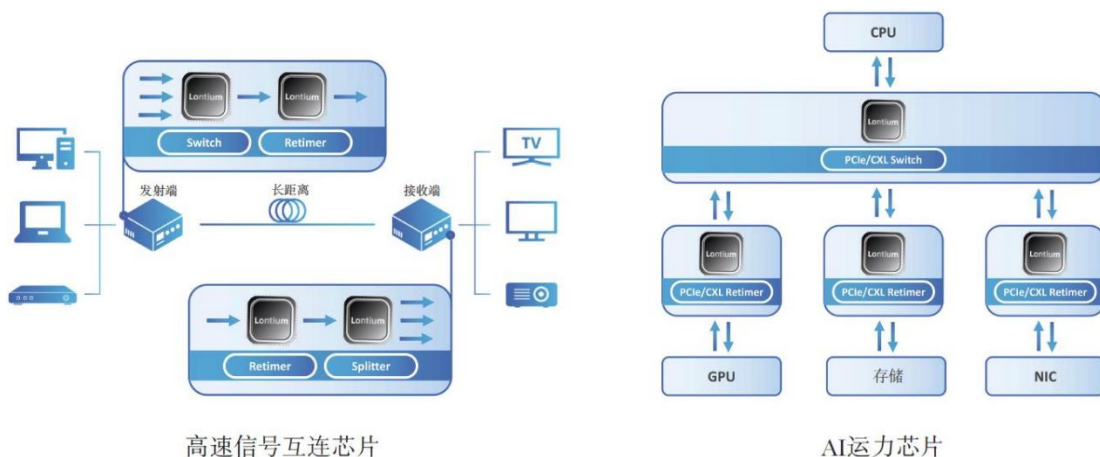 Lontium
Lontium
Switch
Retimer
发射端
长距离
接收端
TV
Lontium
Lontium
Retimer
Splitter
高速信号互连芯片
CPU
Lontium
PCIe/CXL Switch
Lontium
Lontium
Lontium
PCIe/CXL Retimer
PCIe/CXL Retimer
PCIe/CXL Retimer
GPU
存储
NIC
AI运力芯片